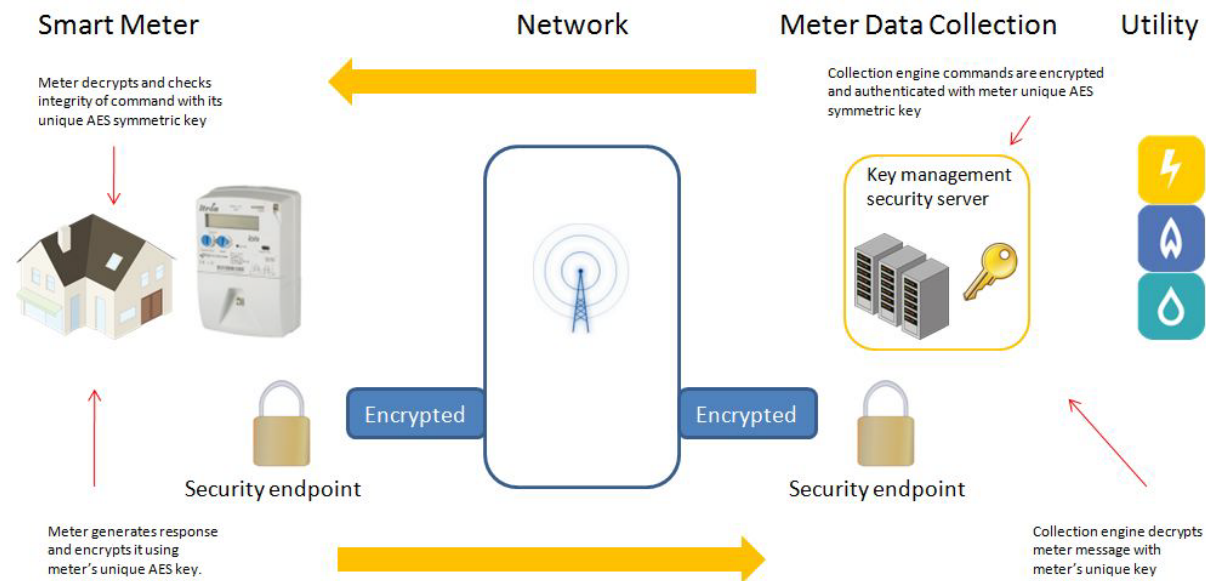 Smart Meter
Network
Meter Data Collection
Utility
Meter decrypts and checks
integrity of command with its
unique AES symmetric key
Collection engine commands are encrypted
and authenticated with meter unique AES
symmetric key
Key management
security server
Itron
Encrypted
Encrypted
Security endpoint
Security endpoint
Meter generates response
and encrypts it using
meter's unique AES key.
Collection engine decrypts
meter message with
meter's unique key